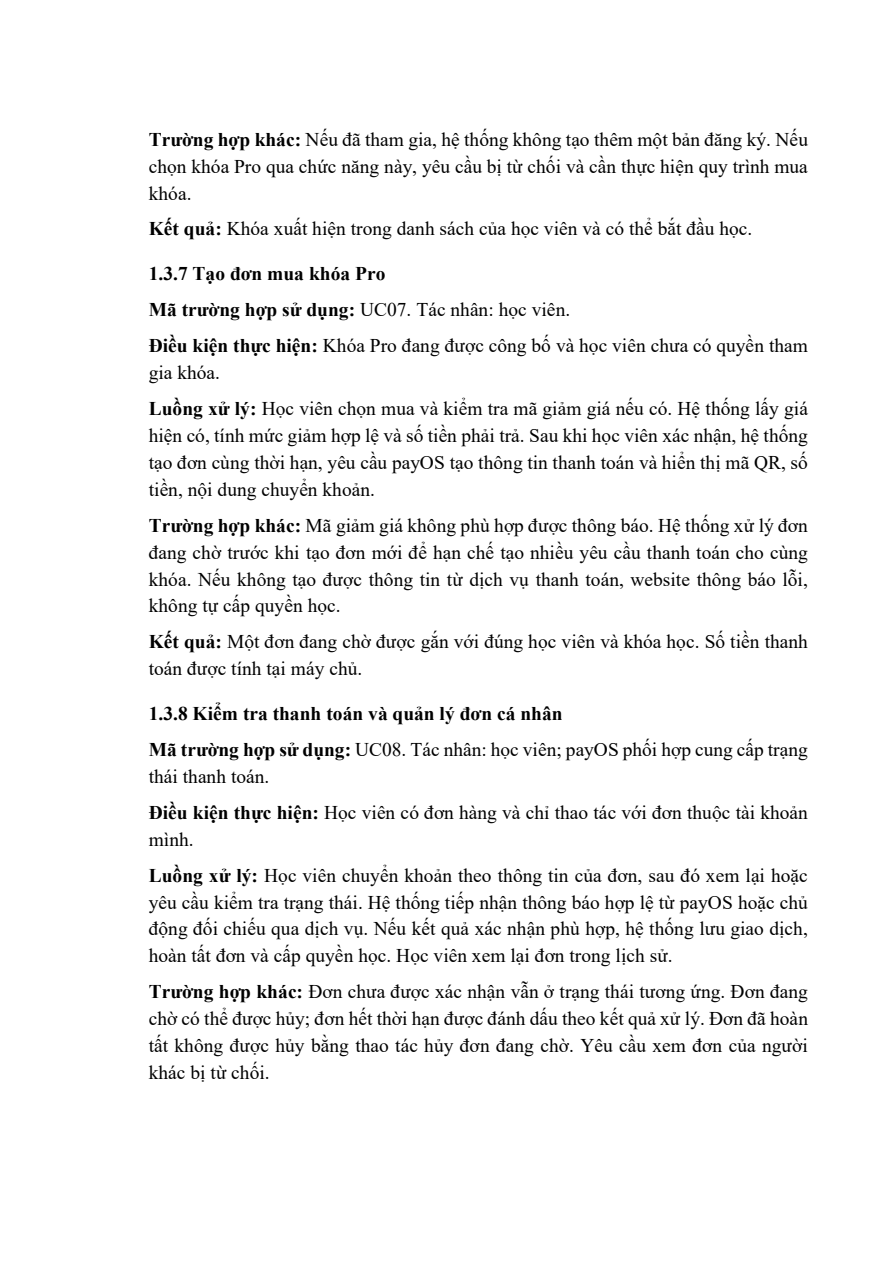 Trường hợp khác: Nếu đã tham gia, hệ thống không tạo thêm một bản đăng ký. Nếu
chọn khóa Pro qua chức năng này, yêu cầu bị từ chối và cần thực hiện quy trình mua
khóa.
Kết quả: Khóa xuất hiện trong danh sách của học viên và có thể bắt đầu học.
1.3.7 Tạo đơn mua khóa Pro
Mã trường hợp sử dụng: UC07. Tác nhân: học viên.
Điều kiện thực hiện: Khóa Pro đang được công bố và học viên chưa có quyền tham
gia khóa.
Luồng xử lý: Học viên chọn mua và kiểm tra mã giảm giá nếu có. Hệ thống lấy giá
hiện có, tính mức giảm hợp lệ và số tiền phải trả. Sau khi học viên xác nhận, hệ thống
tạo đơn cùng thời hạn, yêu cầu payOS tạo thông tin thanh toán và hiển thị mã QR, số
tiền, nội dung chuyển khoản.
Trường hợp khác: Mã giảm giá không phù hợp được thông báo. Hệ thống xử lý đơn
đang chờ trước khi tạo đơn mới để hạn chế tạo nhiều yêu cầu thanh toán cho cùng
khóa. Nếu không tạo được thông tin từ dịch vụ thanh toán, website thông báo lỗi,
không tự cấp quyền học.
Kết quả: Một đơn đang chờ được gắn với đúng học viên và khóa học. Số tiền thanh
toán được tính tại máy chủ.
1.3.8 Kiểm tra thanh toán và quản lý đơn cá nhân
Mã trường hợp sử dụng: UC08. Tác nhân: học viên; payOS phối hợp cung cấp trạng
thái thanh toán.
Điều kiện thực hiện: Học viên có đơn hàng và chỉ thao tác với đơn thuộc tài khoản
mình.
Luồng xử lý: Học viên chuyển khoản theo thông tin của đơn, sau đó xem lại hoặc
yêu cầu kiểm tra trạng thái. Hệ thống tiếp nhận thông báo hợp lệ từ payOS hoặc chủ
động đối chiếu qua dịch vụ. Nếu kết quả xác nhận phù hợp, hệ thống lưu giao dịch,
hoàn tất đơn và cấp quyền học. Học viên xem lại đơn trong lịch sử.
Trường hợp khác: Đơn chưa được xác nhận vẫn ở trạng thái tương ứng. Đơn đang
chờ có thể được hủy; đơn hết thời hạn được đánh dấu theo kết quả xử lý. Đơn đã hoàn
tất không được hủy bằng thao tác hủy đơn đang chờ. Yêu cầu xem đơn của người
khác bị từ chối.